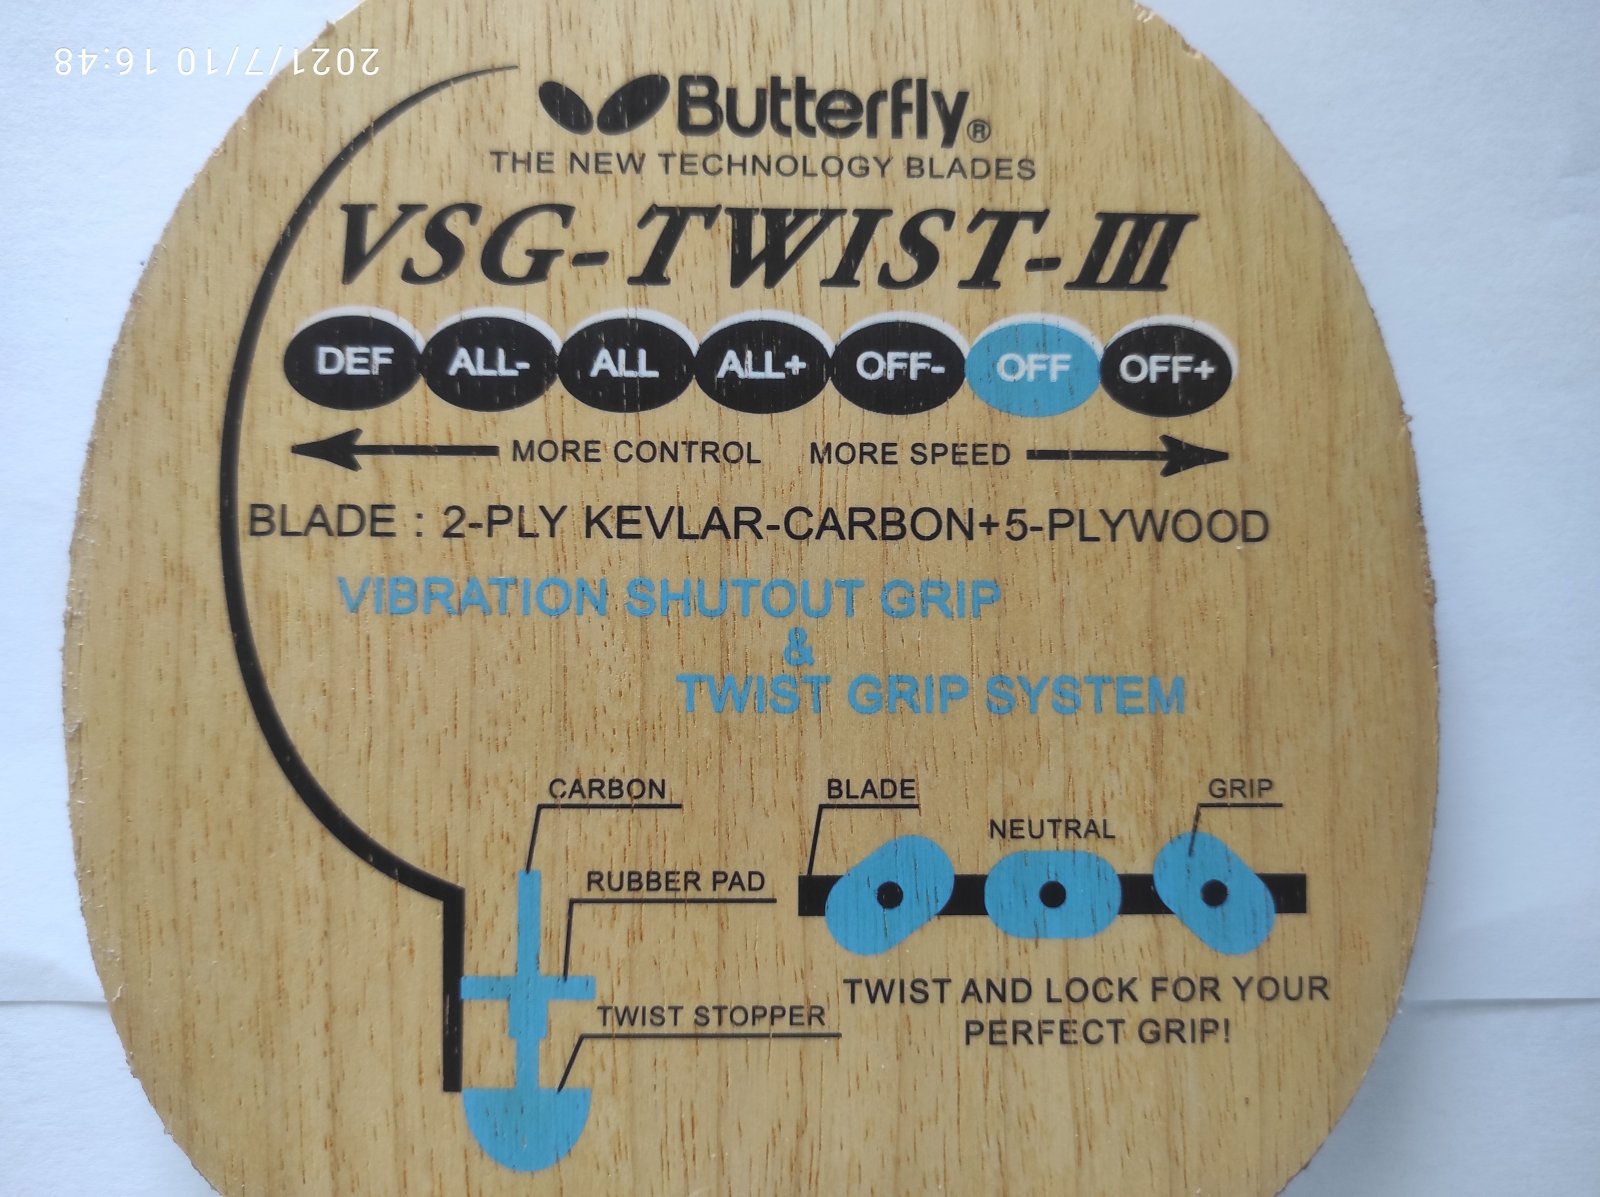 2021/7/10 16:48
Butterfly®
THE NEW TECHNOLOGY BLADES
VSG-TWIST-III
DEF ALL- ALL ALL+ OFF- OFF OFF+
MORE CONTROL MORE SPEED
BLADE : 2-PLY KEVLAR-CARBON+5-PLYWOOD
VIBRATION SHUTOUT GRIP
&
TWIST GRIP SYSTEM
CARBON
RUBBER PAD
TWIST STOPPER
BLADE
NEUTRAL
GRIP
TWIST AND LOCK FOR YOUR
PERFECT GRIP!